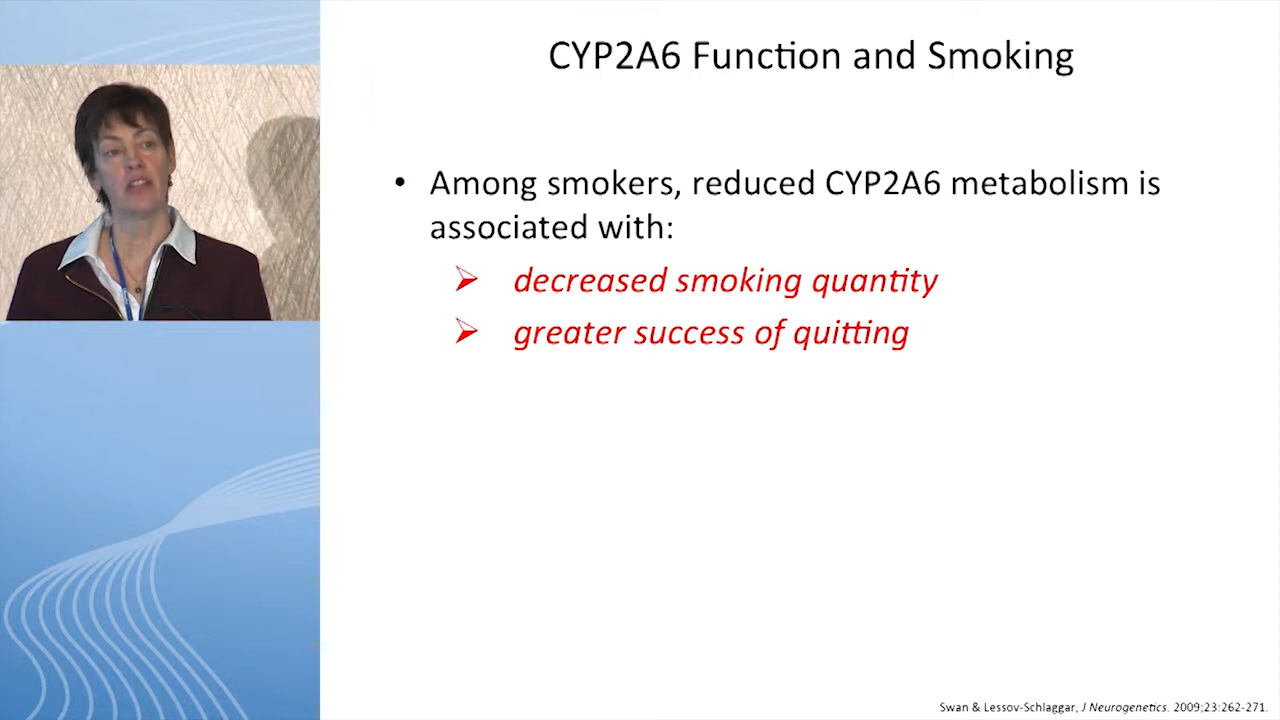 CYP2A6 Function and Smoking
• Among smokers, reduced CYP2A6 metabolism is
associated with:
➢ decreased smoking quantity
➢ greater success of quitting
Swan & Lessov-Schlaggar, J Neurogenetics. 2009;23:262-271.